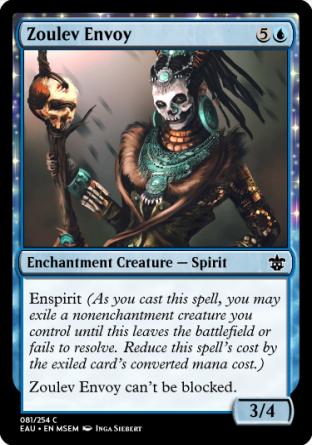 Zoulev Envoy 5
Enchantment Creature — Spirit
Enspirit (As you cast this spell, you may
exile a nonenchantment creature you
control until this leaves the battlefield or
fails to resolve. Reduce this spell's cost by
the exiled card's converted mana cost.)
Zoulev Envoy can't be blocked.
3/4
081/254 C
EAU • EN MSEM Inga Siebert